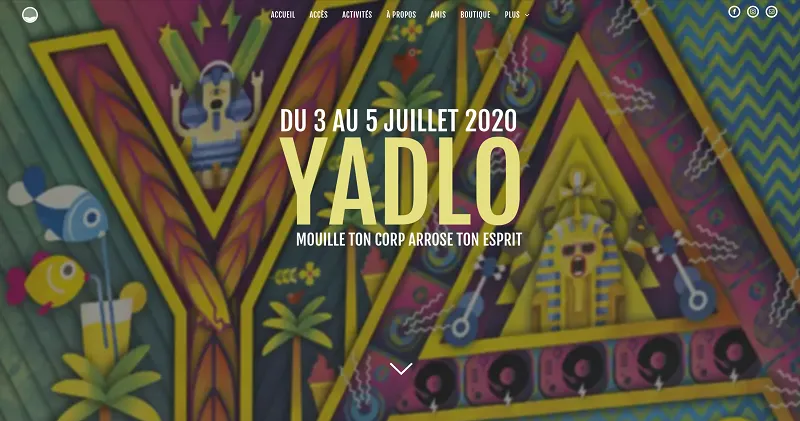 ACCUEIL ACCÈS ACTIVITÉS À PROPOS AMIS BOUTIQUE PLUS
DU 3 AU 5 JUILLET 2020
YADLO
MOUILLE TON CORP ARROSE TON ESPRIT